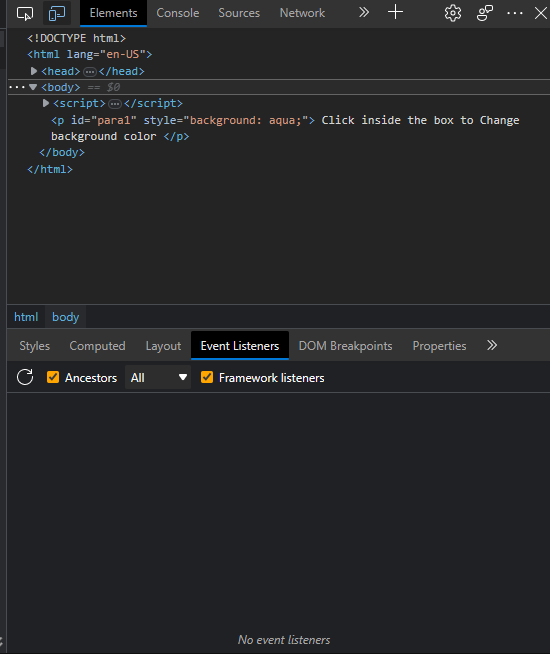 Elements Console Sources Network
<!DOCTYPE html>
<html lang="en-US">
<head>…</head>
… <body> == $0
<script>…</script>
<p id="para1" style="background: aqua;"> Click inside the box to Change
background color </p>
</body>
</html>
html body
Styles Computed Layout Event Listeners DOM Breakpoints Properties
Ancestors All Framework listeners
No event listeners